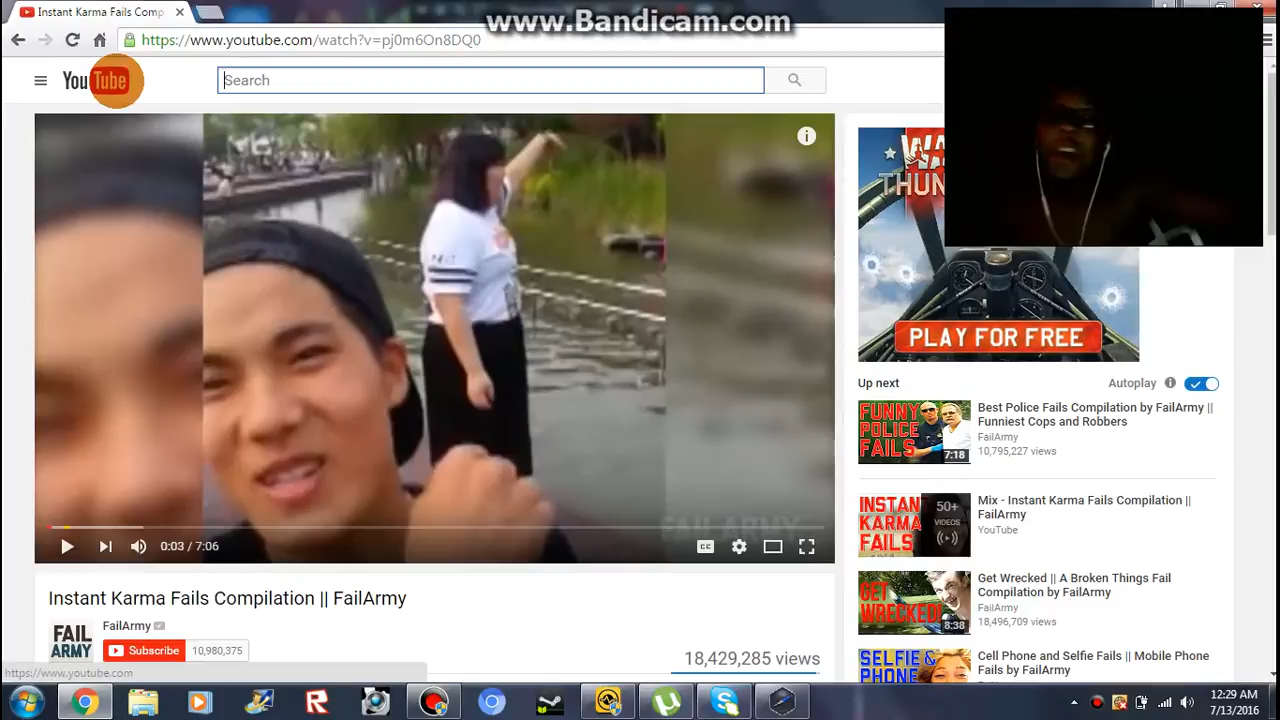 Instant Karma Fails Comp
www.Bandicam.com
https://www.youtube.com/watch?v=pj0m6On8DQ0
YouTube
Search
PLAY FOR FREE
FAILARMY
0:03 / 7:06
CC
Up next
Autoplay
FUNNY
POLICE
FAILS
7:18
Best Police Fails Compilation by FailArmy ||
Funniest Cops and Robbers
FailArmy
10,795,227 views
INSTANT
KARMA
FAILS
50+
VIDEOS
Mix - Instant Karma Fails Compilation ||
FailArmy
YouTube
GET
WRECKED!
8:38
Get Wrecked || A Broken Things Fail
Compilation by FailArmy
FailArmy
18,496,709 views
SELFIE &
PHONE
Cell Phone and Selfie Fails || Mobile Phone
Fails by FailArmy
Instant Karma Fails Compilation || FailArmy
FAIL
ARMY
FailArmy
Subscribe
10,980,375
18,429,285 views
https://www.youtube.com
12:29 AM
7/13/2016